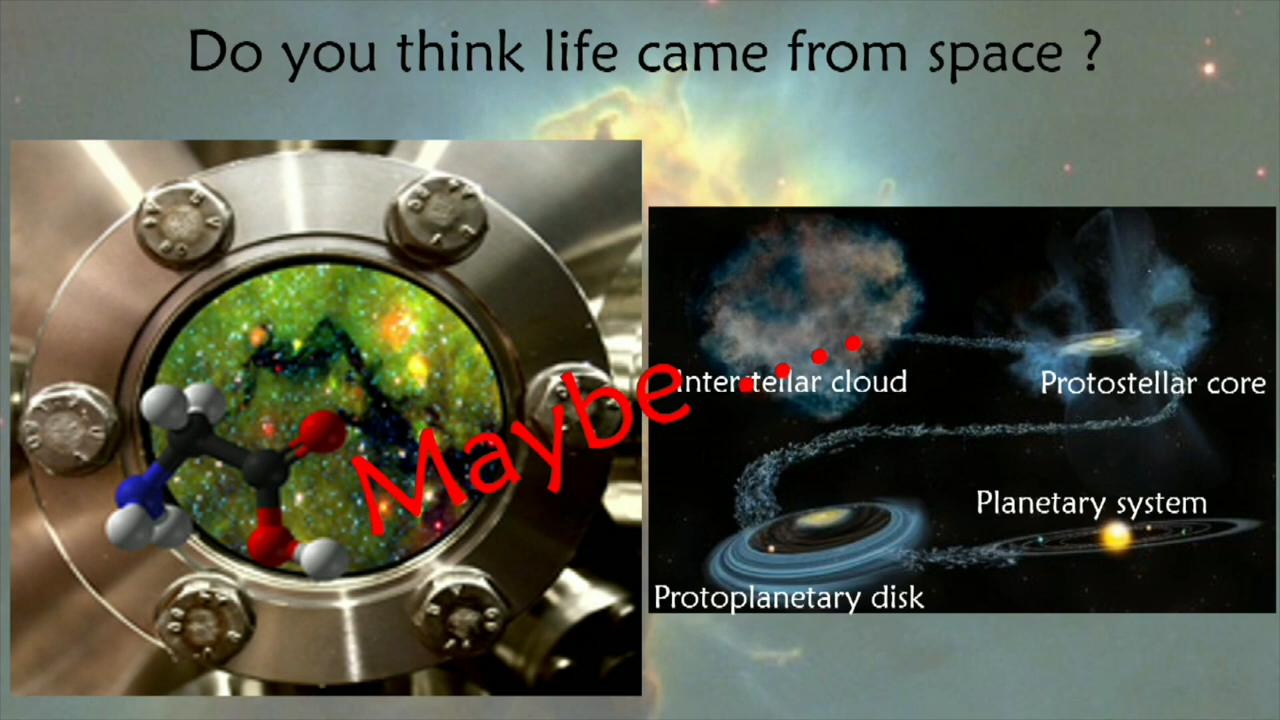 Do you think life came from space ?
Maybe ....
Interstellar cloud
Protostellar core
Planetary system
Protoplanetary disk